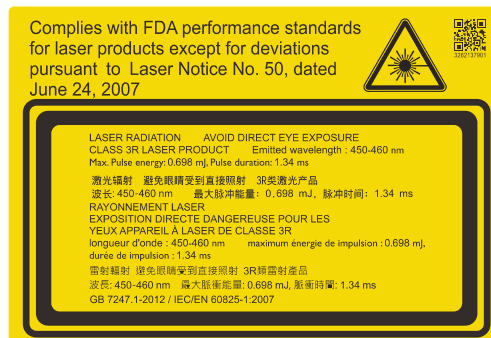 Complies with FDA performance standards
for laser products except for deviations
pursuant to Laser Notice No. 50, dated
June 24, 2007
3262137901
LASER RADIATION AVOID DIRECT EYE EXPOSURE
CLASS 3R LASER PRODUCT Emitted wavelength : 450-460 nm
Max. Pulse energy: 0.698 mJ, Pulse duration: 1.34 ms
激光辐射 避免眼睛受到直接照射 3R类激光产品
波长: 450-460 nm 最大脉冲能量: 0.698 mJ, 脉冲时间: 1.34 ms
RAYONNEMENT LASER
EXPOSITION DIRECTE DANGEREUSE POUR LES
YEUX APPAREIL À LASER DE CLASSE 3R
longueur d'onde : 450-460 nm maximum énergie de impulsion : 0.698 mJ,
durée de impulsion : 1.34 ms
雷射輻射 避免眼睛受到直接照射 3R類雷射產品
波長: 450-460 nm 最大脈衝能量: 0.698 mJ, 脈衝時間: 1.34 ms
GB 7247.1-2012 / IEC/EN 60825-1:2007